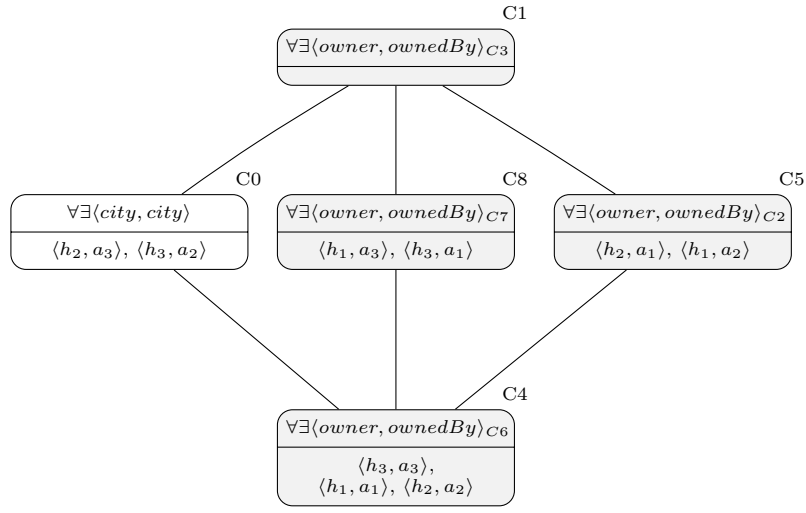 C1
∀∃⟨owner, ownedBy⟩C3
C0
∀∃⟨city, city⟩
⟨h2, a3⟩, ⟨h3, a2⟩
C8
∀∃⟨owner, ownedBy⟩C7
⟨h1, a3⟩, ⟨h3, a1⟩
C5
∀∃⟨owner, ownedBy⟩C2
⟨h2, a1⟩, ⟨h1, a2⟩
C4
∀∃⟨owner, ownedBy⟩C6
⟨h3, a3⟩,
⟨h1, a1⟩, ⟨h2, a2⟩